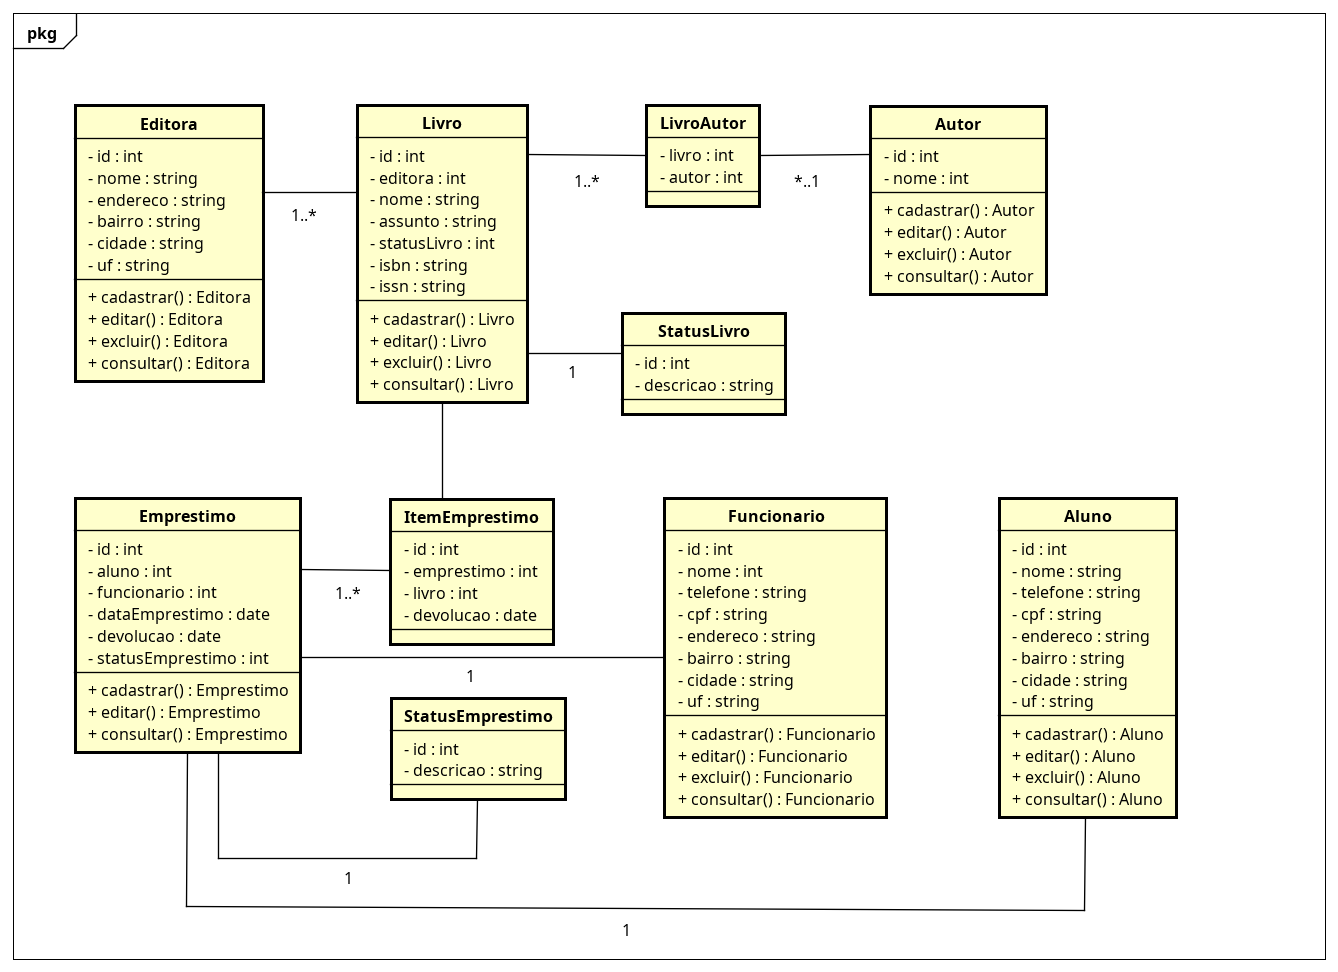 pkg
Editora
- id : int
- nome : string
- endereco : string
- bairro : string
- cidade : string
- uf : string
+ cadastrar() : Editora
+ editar() : Editora
+ excluir() : Editora
+ consultar() : Editora
1..*
Livro
- id : int
- editora : int
- nome : string
- assunto : string
- statusLivro : int
- isbn : string
- issn : string
+ cadastrar() : Livro
+ editar() : Livro
+ excluir() : Livro
+ consultar() : Livro
1..*
LivroAutor
- livro : int
- autor : int
*..1
Autor
- id : int
- nome : int
+ cadastrar() : Autor
+ editar() : Autor
+ excluir() : Autor
+ consultar() : Autor
1
StatusLivro
- id : int
- descricao : string
Emprestimo
- id : int
- aluno : int
- funcionario : int
- dataEmprestimo : date
- devolucao : date
- statusEmprestimo : int
+ cadastrar() : Emprestimo
+ editar() : Emprestimo
+ consultar() : Emprestimo
1..*
ItemEmprestimo
- id : int
- emprestimo : int
- livro : int
- devolucao : date
1
StatusEmprestimo
- id : int
- descricao : string
Funcionario
- id : int
- nome : int
- telefone : string
- cpf : string
- endereco : string
- bairro : string
- cidade : string
- uf : string
+ cadastrar() : Funcionario
+ editar() : Funcionario
+ excluir() : Funcionario
+ consultar() : Funcionario
Aluno
- id : int
- nome : string
- telefone : string
- cpf : string
- endereco : string
- bairro : string
- cidade : string
- uf : string
+ cadastrar() : Aluno
+ editar() : Aluno
+ excluir() : Aluno
+ consultar() : Aluno
1
1